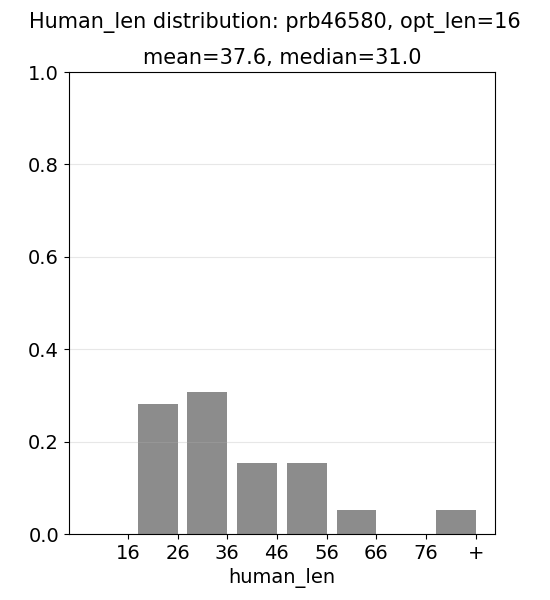 Human_len distribution: prb46580, opt_len=16
mean=37.6, median=31.0
1.0
0.8
0.6
0.4
0.2
0.0
16 26 36 46 56 66 76 +
human_len